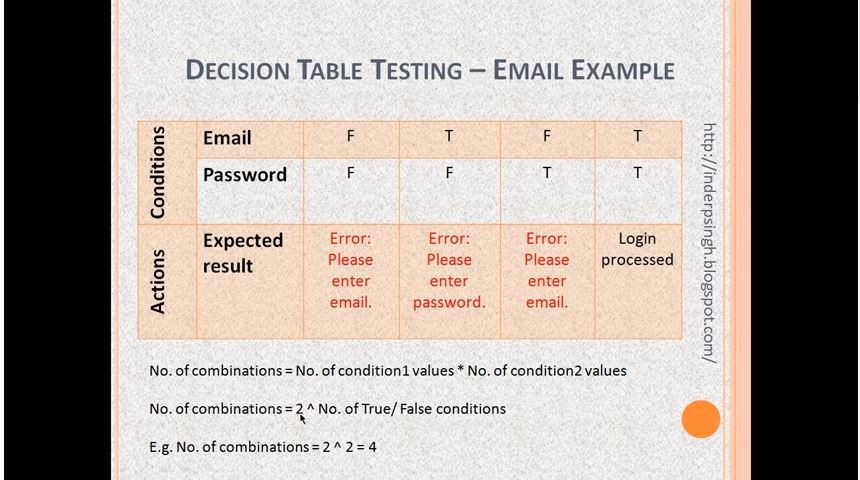 DECISION TABLE TESTING – EMAIL EXAMPLE
Conditions
Email F T F T
Password F F T T
Actions
Expected result
Error: Please enter email.
Error: Please enter password.
Error: Please enter email.
Login processed
http://inderpsingh.blogspot.com/
No. of combinations = No. of condition1 values * No. of condition2 values
No. of combinations = 2 ^ No. of True/ False conditions
E.g. No. of combinations = 2 ^ 2 = 4